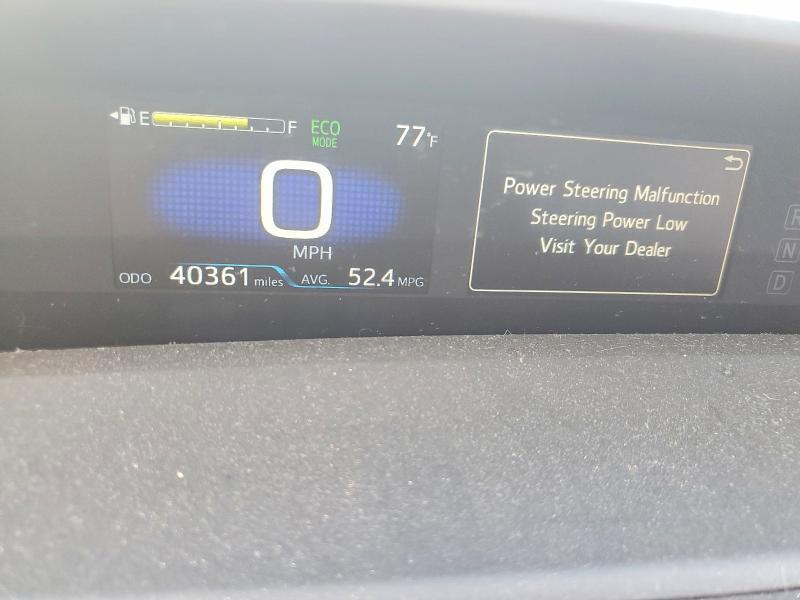 E F ECO
MODE
77°F
0
MPH
ODO 40361 miles AVG. 52.4 MPG
Power Steering Malfunction
Steering Power Low
Visit Your Dealer
R
N
D